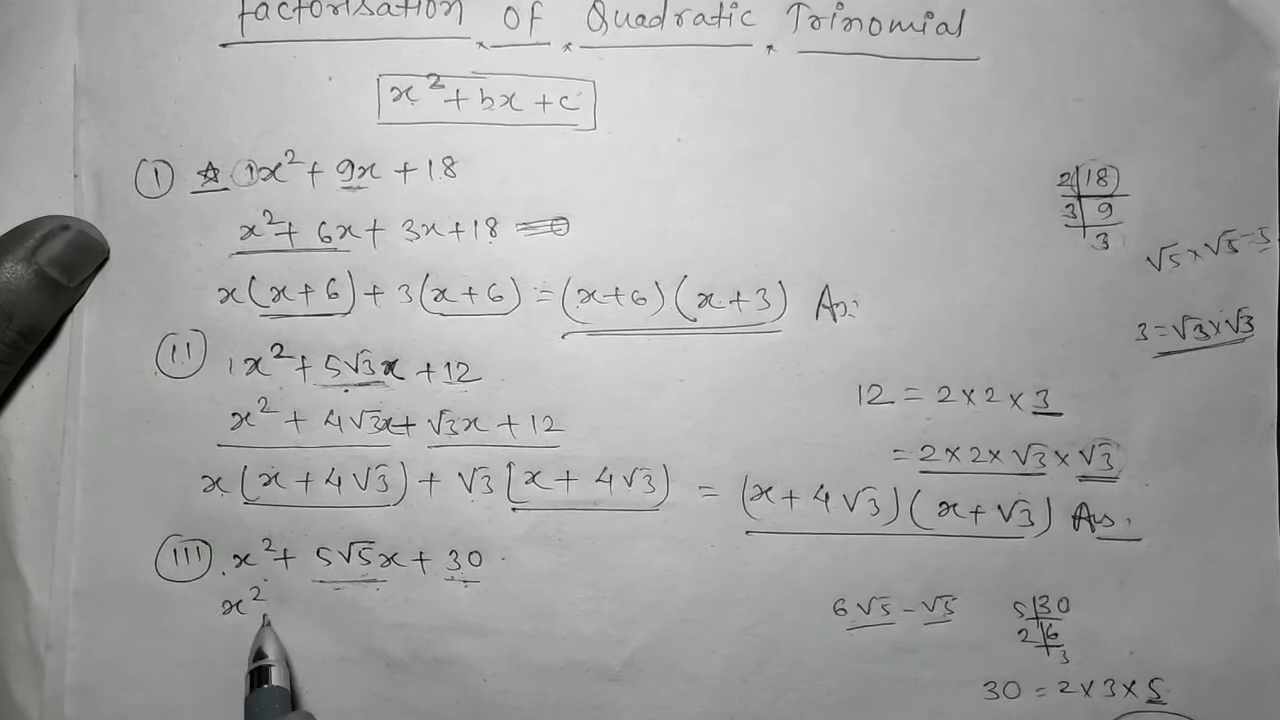 Factorisation of Quadratic Trinomial
x² + bx + c
(I) ☆ 1x² + 9x + 18
x² + 6x + 3x + 18
x(x+6) + 3(x+6) = (x+6)(x+3) Ans:
(II) 1x² + 5√3x + 12
x² + 4√3x + √3x + 12
x(x + 4√3) + √3[x + 4√3) = (x + 4√3)(x + √3) Ans.
(III) x² + 5√5x + 30
x²
2|18
3|9
3
√5×√5=5
3=√3×√3
12 = 2×2×3
= 2×2×√3×√3
6√5 - √5
5|30
2|6
3
30 = 2×3×5